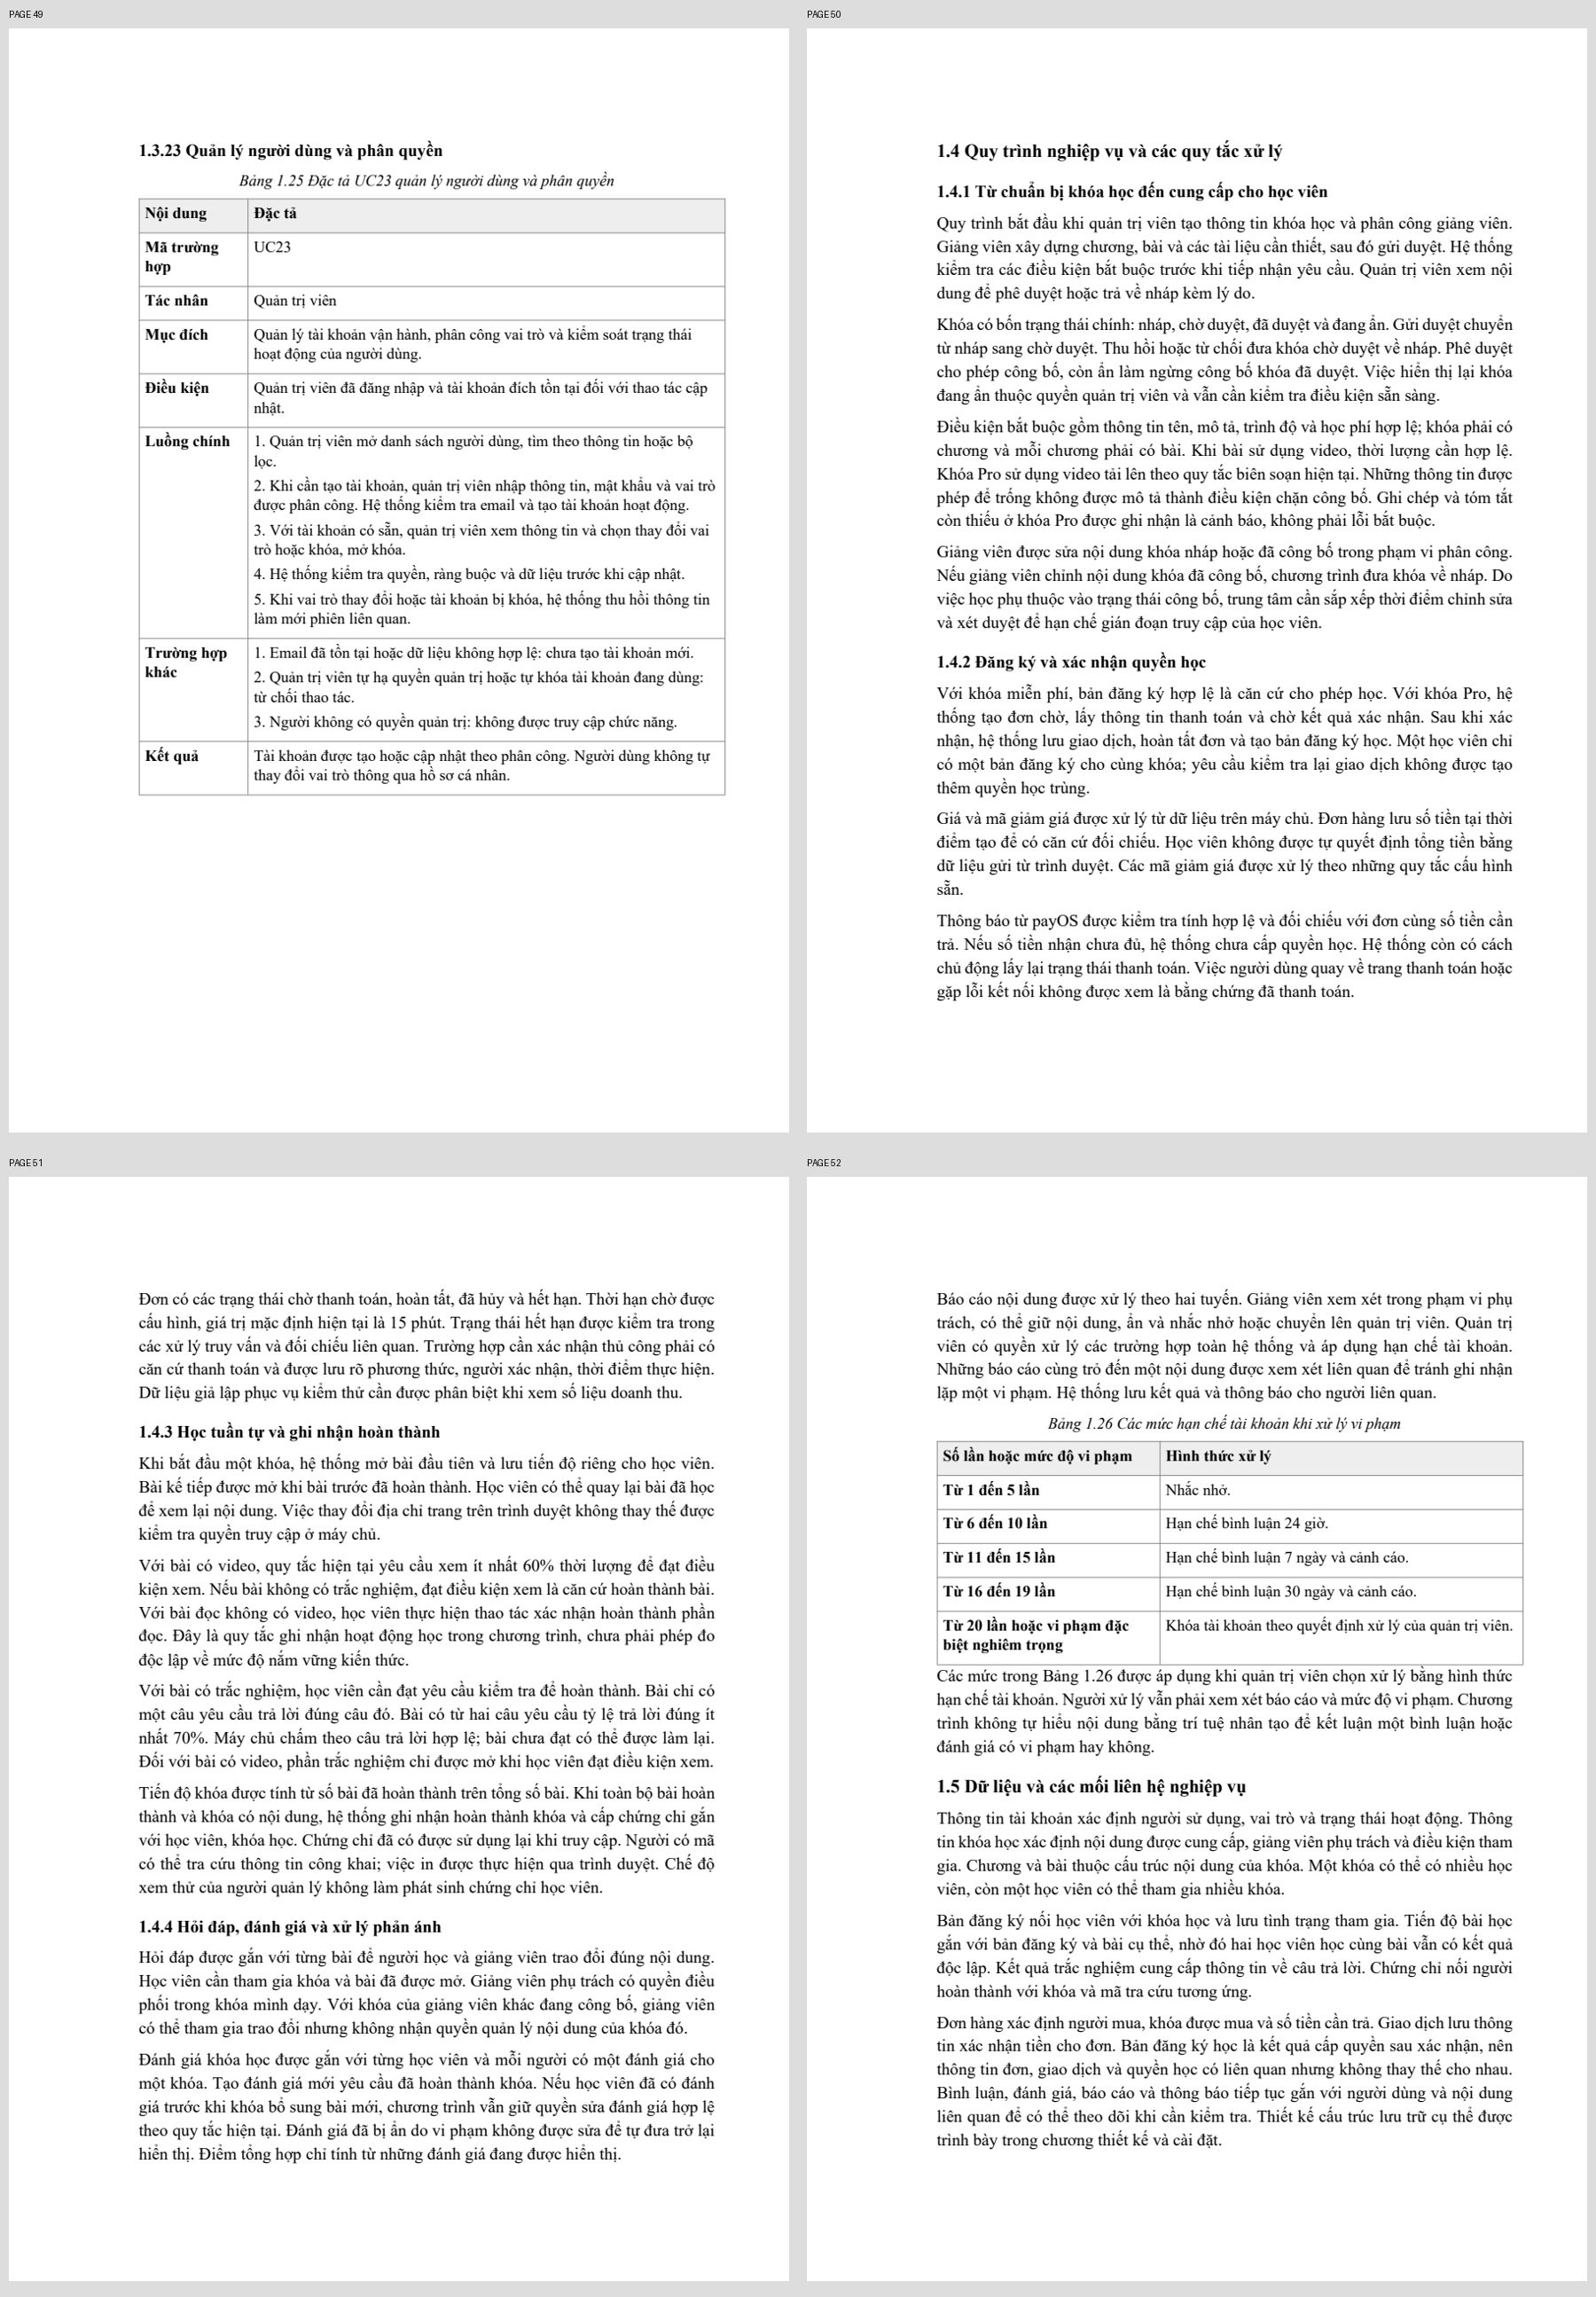 PAGE 49
1.3.23 Quản lý người dùng và phân quyền
Bảng 1.25 Đặc tả UC23 quản lý người dùng và phân quyền
Nội dung Đặc tả
Mã trường hợp UC23
Tác nhân Quản trị viên
Mục đích Quản lý tài khoản vận hành, phân công vai trò và kiểm soát trạng thái
hoạt động của người dùng.
Điều kiện Quản trị viên đã đăng nhập và tài khoản đích tồn tại đối với thao tác cập
nhật.
Luồng chính 1. Quản trị viên mở danh sách người dùng, tìm theo thông tin hoặc bộ
lọc.
2. Khi cần tạo tài khoản, quản trị viên nhập thông tin, mật khẩu và vai trò
được phân công. Hệ thống kiểm tra email và tạo tài khoản hoạt động.
3. Với tài khoản có sẵn, quản trị viên xem thông tin và chọn thay đổi vai
trò hoặc khóa, mở khóa.
4. Hệ thống kiểm tra quyền, ràng buộc và dữ liệu trước khi cập nhật.
5. Khi vai trò thay đổi hoặc tài khoản bị khóa, hệ thống thu hồi thông tin
làm mới phiên liên quan.
Trường hợp khác 1. Email đã tồn tại hoặc dữ liệu không hợp lệ: chưa tạo tài khoản mới.
2. Quản trị viên tự hạ quyền quản trị hoặc tự khóa tài khoản đang dùng:
từ chối thao tác.
3. Người không có quyền quản trị: không được truy cập chức năng.
Kết quả Tài khoản được tạo hoặc cập nhật theo phân công. Người dùng không tự
thay đổi vai trò thông qua hồ sơ cá nhân.
PAGE 50
1.4 Quy trình nghiệp vụ và các quy tắc xử lý
1.4.1 Từ chuẩn bị khóa học đến cung cấp cho học viên
Quy trình bắt đầu khi quản trị viên tạo thông tin khóa học và phân công giảng viên.
Giảng viên xây dựng chương, bài và các tài liệu cần thiết, sau đó gửi duyệt. Hệ thống
kiểm tra các điều kiện bắt buộc trước khi tiếp nhận yêu cầu. Quản trị viên xem nội
dung để phê duyệt hoặc trả về nháp kèm lý do.
Khóa có bốn trạng thái chính: nháp, chờ duyệt, đã duyệt và đang ẩn. Gửi duyệt chuyển
từ nháp sang chờ duyệt. Thu hồi hoặc từ chối đưa khóa chờ duyệt về nháp. Phê duyệt
cho phép công bố, còn ẩn làm ngừng công bố khóa đã duyệt. Việc hiển thị lại khóa
đang ẩn thuộc quyền quản trị viên và vẫn cần kiểm tra điều kiện sẵn sàng.
Điều kiện bắt buộc gồm thông tin tên, mô tả, trình độ và học phí hợp lệ; khóa phải có
chương và mỗi chương phải có bài. Khi bài sử dụng video, thời lượng cần hợp lệ.
Khóa Pro sử dụng video tải lên theo quy tắc biên soạn hiện tại. Những thông tin được
phép để trống không được mô tả thành điều kiện chặn công bố. Ghi chép và tóm tắt
còn thiếu ở khóa Pro được ghi nhận là cảnh báo, không phải lỗi bắt buộc.
Giảng viên được sửa nội dung khóa nháp hoặc đã công bố trong phạm vi phân công.
Nếu giảng viên chỉnh nội dung khóa đã công bố, chương trình đưa khóa về nháp. Do
việc học phụ thuộc vào trạng thái công bố, trung tâm cần sắp xếp thời điểm chỉnh sửa
và xét duyệt để hạn chế gián đoạn truy cập của học viên.
1.4.2 Đăng ký và xác nhận quyền học
Với khóa miễn phí, bản đăng ký hợp lệ là căn cứ cho phép học. Với khóa Pro, hệ
thống tạo đơn chờ, lấy thông tin thanh toán và chờ kết quả xác nhận. Sau khi xác
nhận, hệ thống lưu giao dịch, hoàn tất đơn và tạo bản đăng ký học. Một học viên chỉ
có một bản đăng ký cho cùng khóa; yêu cầu kiểm tra lại giao dịch không được tạo
thêm quyền học trùng.
Giá và mã giảm giá được xử lý từ dữ liệu trên máy chủ. Đơn hàng lưu số tiền tại thời
điểm tạo để có căn cứ đối chiếu. Học viên không được tự quyết định tổng tiền bằng
dữ liệu gửi từ trình duyệt. Các mã giảm giá được xử lý theo những quy tắc cấu hình
sẵn.
Thông báo từ payOS được kiểm tra tính hợp lệ và đối chiếu với đơn cùng số tiền cần
trả. Nếu số tiền nhận chưa đủ, hệ thống chưa cấp quyền học. Hệ thống còn có cách
chủ động lấy lại trạng thái thanh toán. Việc người dùng quay về trang thanh toán hoặc
gặp lỗi kết nối không được xem là bằng chứng đã thanh toán.
PAGE 51
Đơn có các trạng thái chờ thanh toán, hoàn tất, đã hủy và hết hạn. Thời hạn chờ được
cấu hình, giá trị mặc định hiện tại là 15 phút. Trạng thái hết hạn được kiểm tra trong
các xử lý truy vấn và đối chiếu liên quan. Trường hợp cần xác nhận thủ công phải có
căn cứ thanh toán và được lưu rõ phương thức, người xác nhận, thời điểm thực hiện.
Dữ liệu giả lập phục vụ kiểm thử cần được phân biệt khi xem số liệu doanh thu.
1.4.3 Học tuần tự và ghi nhận hoàn thành
Khi bắt đầu một khóa, hệ thống mở bài đầu tiên và lưu tiến độ riêng cho học viên.
Bài kế tiếp được mở khi bài trước đã hoàn thành. Học viên có thể quay lại bài đã học
để xem lại nội dung. Việc thay đổi địa chỉ trang trên trình duyệt không thay thế được
kiểm tra quyền truy cập ở máy chủ.
Với bài có video, quy tắc hiện tại yêu cầu xem ít nhất 60% thời lượng để đạt điều
kiện xem. Nếu bài không có trắc nghiệm, đạt điều kiện xem là căn cứ hoàn thành bài.
Với bài đọc không có video, học viên thực hiện thao tác xác nhận hoàn thành phần
đọc. Đây là quy tắc ghi nhận hoạt động học trong chương trình, chưa phải phép đo
độc lập về mức độ nắm vững kiến thức.
Với bài có trắc nghiệm, học viên cần đạt yêu cầu kiểm tra để hoàn thành. Bài chỉ có
một câu yêu cầu trả lời đúng câu đó. Bài có từ hai câu yêu cầu tỷ lệ trả lời đúng ít
nhất 70%. Máy chủ chấm theo câu trả lời hợp lệ; bài chưa đạt có thể được làm lại.
Đối với bài có video, phần trắc nghiệm chỉ được mở khi học viên đạt điều kiện xem.
Tiến độ khóa được tính từ số bài đã hoàn thành trên tổng số bài. Khi toàn bộ bài hoàn
thành và khóa có nội dung, hệ thống ghi nhận hoàn thành khóa và cấp chứng chỉ gắn
với học viên, khóa học. Chứng chỉ đã có được sử dụng lại khi truy cập. Người có mã
có thể tra cứu thông tin công khai; việc in được thực hiện qua trình duyệt. Chế độ
xem thử của người quản lý không làm phát sinh chứng chỉ học viên.
1.4.4 Hỏi đáp, đánh giá và xử lý phản ánh
Hỏi đáp được gắn với từng bài để người học và giảng viên trao đổi đúng nội dung.
Học viên cần tham gia khóa và bài đã được mở. Giảng viên phụ trách có quyền điều
phối trong khóa mình dạy. Với khóa của giảng viên khác đang công bố, giảng viên
có thể tham gia trao đổi nhưng không nhận quyền quản lý nội dung của khóa đó.
Đánh giá khóa học được gắn với từng học viên và mỗi người có một đánh giá cho
một khóa. Tạo đánh giá mới yêu cầu đã hoàn thành khóa. Nếu học viên đã có đánh
giá trước khi khóa bổ sung bài mới, chương trình vẫn giữ quyền sửa đánh giá hợp lệ
theo quy tắc hiện tại. Đánh giá đã bị ẩn do vi phạm không được sửa để tự đưa trở lại
hiển thị. Điểm tổng hợp chỉ tính từ những đánh giá đang được hiển thị.
PAGE 52
Báo cáo nội dung được xử lý theo hai tuyến. Giảng viên xem xét trong phạm vi phụ
trách, có thể giữ nội dung, ẩn và nhắc nhở hoặc chuyển lên quản trị viên. Quản trị
viên có quyền xử lý các trường hợp toàn hệ thống và áp dụng hạn chế tài khoản.
Những báo cáo cùng trỏ đến một nội dung được xem xét liên quan để tránh ghi nhận
lặp một vi phạm. Hệ thống lưu kết quả và thông báo cho người liên quan.
Bảng 1.26 Các mức hạn chế tài khoản khi xử lý vi phạm
Số lần hoặc mức độ vi phạm Hình thức xử lý
Từ 1 đến 5 lần Nhắc nhở.
Từ 6 đến 10 lần Hạn chế bình luận 24 giờ.
Từ 11 đến 15 lần Hạn chế bình luận 7 ngày và cảnh cáo.
Từ 16 đến 19 lần Hạn chế bình luận 30 ngày và cảnh cáo.
Từ 20 lần hoặc vi phạm đặc biệt nghiêm trọng Khóa tài khoản theo quyết định xử lý của quản trị viên.
Các mức trong Bảng 1.26 được áp dụng khi quản trị viên chọn xử lý bằng hình thức
hạn chế tài khoản. Người xử lý vẫn phải xem xét báo cáo và mức độ vi phạm. Chương
trình không tự hiểu nội dung bằng trí tuệ nhân tạo để kết luận một bình luận hoặc
đánh giá có vi phạm hay không.
1.5 Dữ liệu và các mối liên hệ nghiệp vụ
Thông tin tài khoản xác định người sử dụng, vai trò và trạng thái hoạt động. Thông
tin khóa học xác định nội dung được cung cấp, giảng viên phụ trách và điều kiện tham
gia. Chương và bài thuộc cấu trúc nội dung của khóa. Một khóa có thể có nhiều học
viên, còn một học viên có thể tham gia nhiều khóa.
Bản đăng ký nối học viên với khóa học và lưu tình trạng tham gia. Tiến độ bài học
gắn với bản đăng ký và bài cụ thể, nhờ đó hai học viên học cùng bài vẫn có kết quả
độc lập. Kết quả trắc nghiệm cung cấp thông tin về câu trả lời. Chứng chỉ nối người
hoàn thành với khóa và mã tra cứu tương ứng.
Đơn hàng xác định người mua, khóa được mua và số tiền cần trả. Giao dịch lưu thông
tin xác nhận tiền cho đơn. Bản đăng ký học là kết quả cấp quyền sau xác nhận, nên
thông tin đơn, giao dịch và quyền học có liên quan nhưng không thay thế cho nhau.
Bình luận, đánh giá, báo cáo và thông báo tiếp tục gắn với người dùng và nội dung
liên quan để có thể theo dõi khi cần kiểm tra. Thiết kế cấu trúc lưu trữ cụ thể được
trình bày trong chương thiết kế và cài đặt.